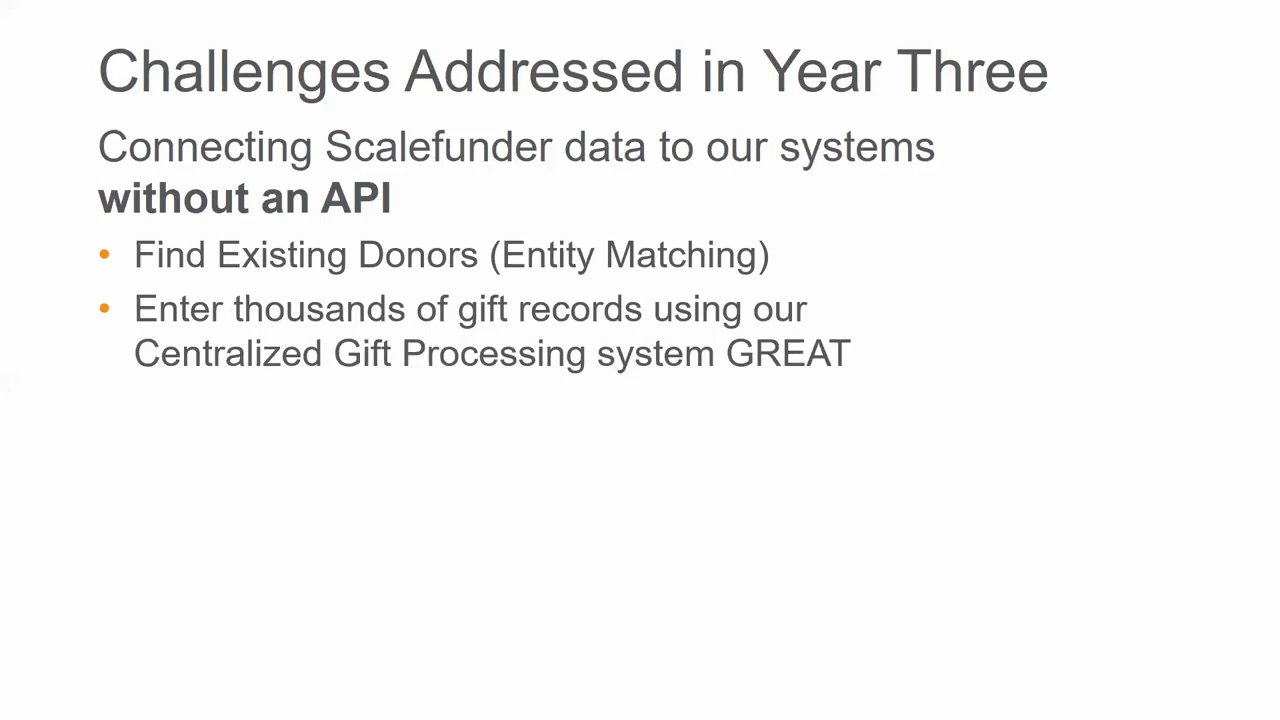 Challenges Addressed in Year Three
Connecting Scalefunder data to our systems
without an API
• Find Existing Donors (Entity Matching)
• Enter thousands of gift records using our
Centralized Gift Processing system GREAT